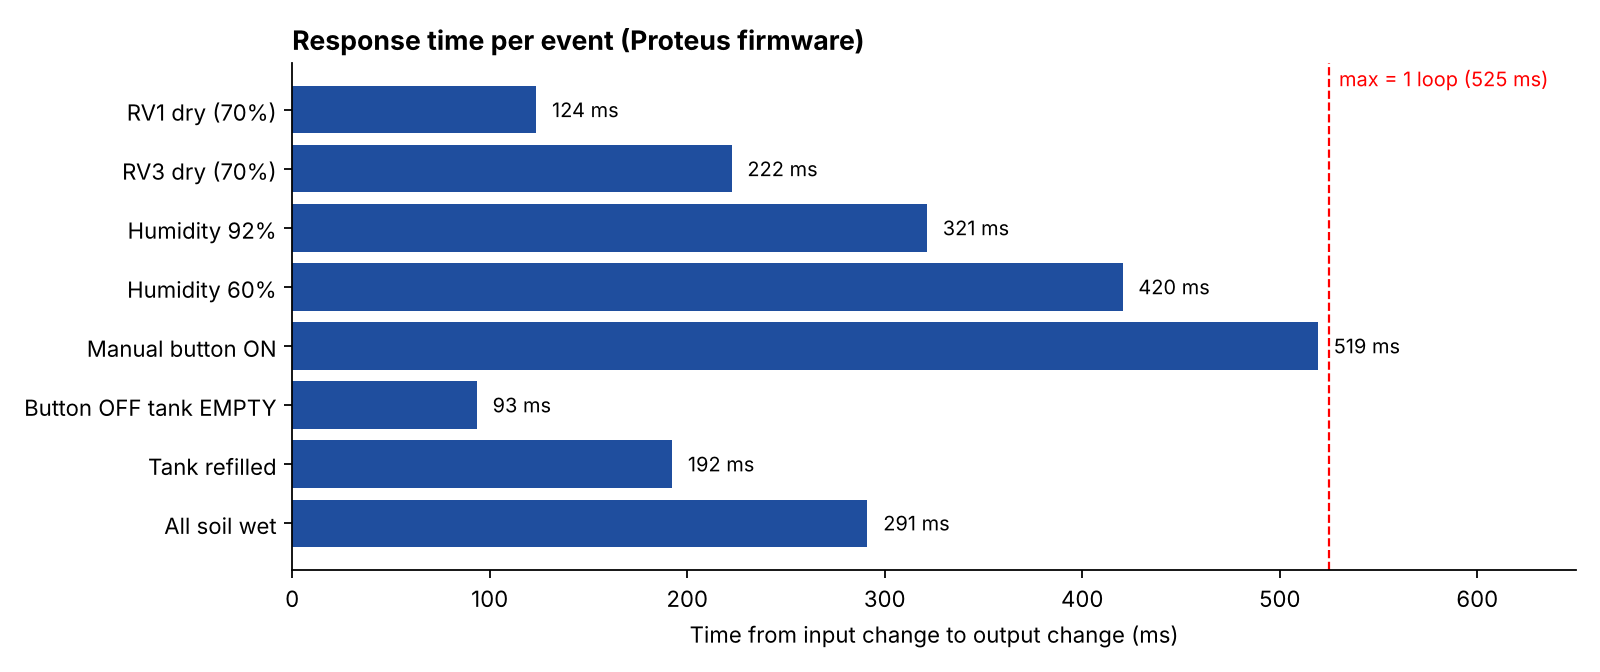 Response time per event (Proteus firmware)
max = 1 loop (525 ms)
RV1 dry (70%) 124 ms
RV3 dry (70%) 222 ms
Humidity 92% 321 ms
Humidity 60% 420 ms
Manual button ON 519 ms
Button OFF tank EMPTY 93 ms
Tank refilled 192 ms
All soil wet 291 ms
0 100 200 300 400 500 600
Time from input change to output change (ms)